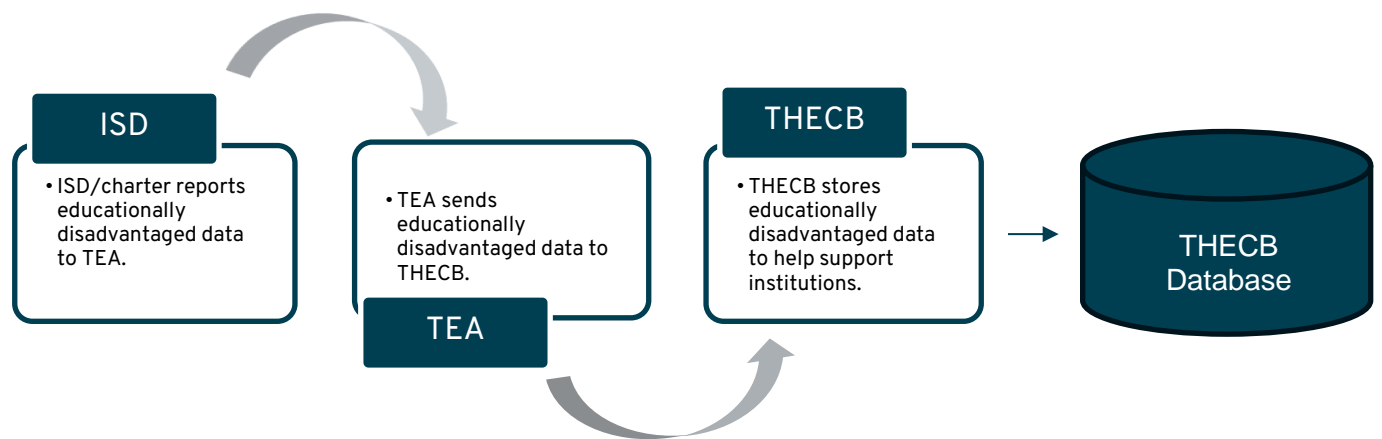 ISD
• ISD/charter reports
educationally
disadvantaged data
to TEA.
• TEA sends
educationally
disadvantaged data to
THECB.
TEA
THECB
• THECB stores
educationally
disadvantaged data
to help support
institutions.
THECB
Database